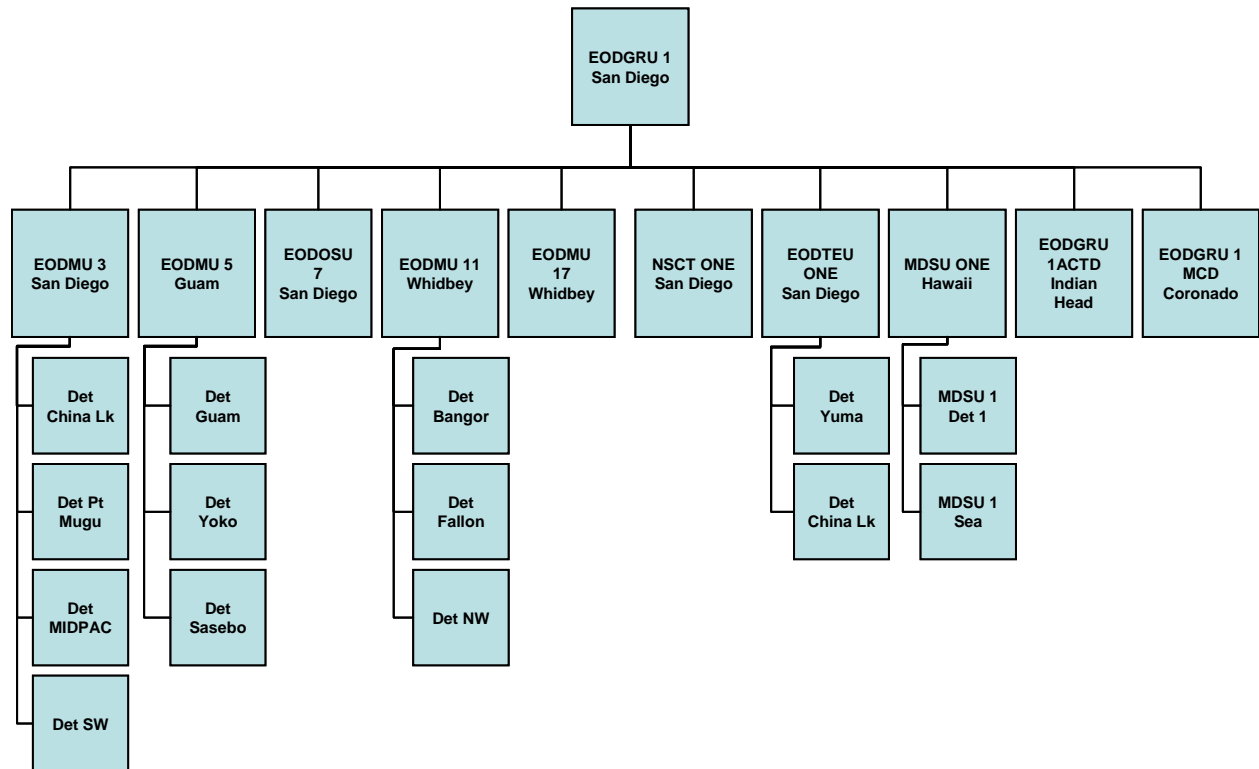 EODGRU 1
San Diego
EODMU 3
San Diego
EODMU 5
Guam
EODOSU
7
San Diego
EODMU 11
Whidbey
EODMU
17
Whidbey
NSCT ONE
San Diego
EODTEU
ONE
San Diego
MDSU ONE
Hawaii
EODGRU
1ACTD
Indian
Head
EODGRU 1
MCD
Coronado
Det
China Lk
Det Pt
Mugu
Det
MIDPAC
Det SW
Det
Guam
Det
Yoko
Det
Sasebo
Det
Bangor
Det
Fallon
Det NW
Det
Yuma
Det
China Lk
MDSU 1
Det 1
MDSU 1
Sea